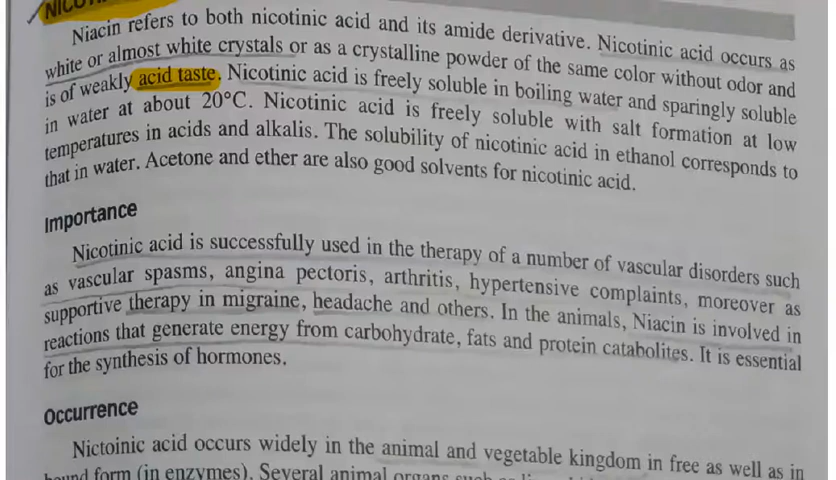 Niacin refers to both nicotinic acid and its amide derivative. Nicotinic acid occurs as
white or almost white crystals or as a crystalline powder of the same color without odor and
is of weakly acid taste. Nicotinic acid is freely soluble in boiling water and sparingly soluble
in water at about 20°C. Nicotinic acid is freely soluble with salt formation at low
temperatures in acids and alkalis. The solubility of nicotinic acid in ethanol corresponds to
that in water. Acetone and ether are also good solvents for nicotinic acid.
Importance
Nicotinic acid is successfully used in the therapy of a number of vascular disorders such
as vascular spasms, angina pectoris, arthritis, hypertensive complaints, moreover as
supportive therapy in migraine, headache and others. In the animals, Niacin is involved in
reactions that generate energy from carbohydrate, fats and protein catabolites. It is essential
for the synthesis of hormones.
Occurrence
Nictoinic acid occurs widely in the animal and vegetable kingdom in free as well as in
form (in enzymes). Several animal organs such